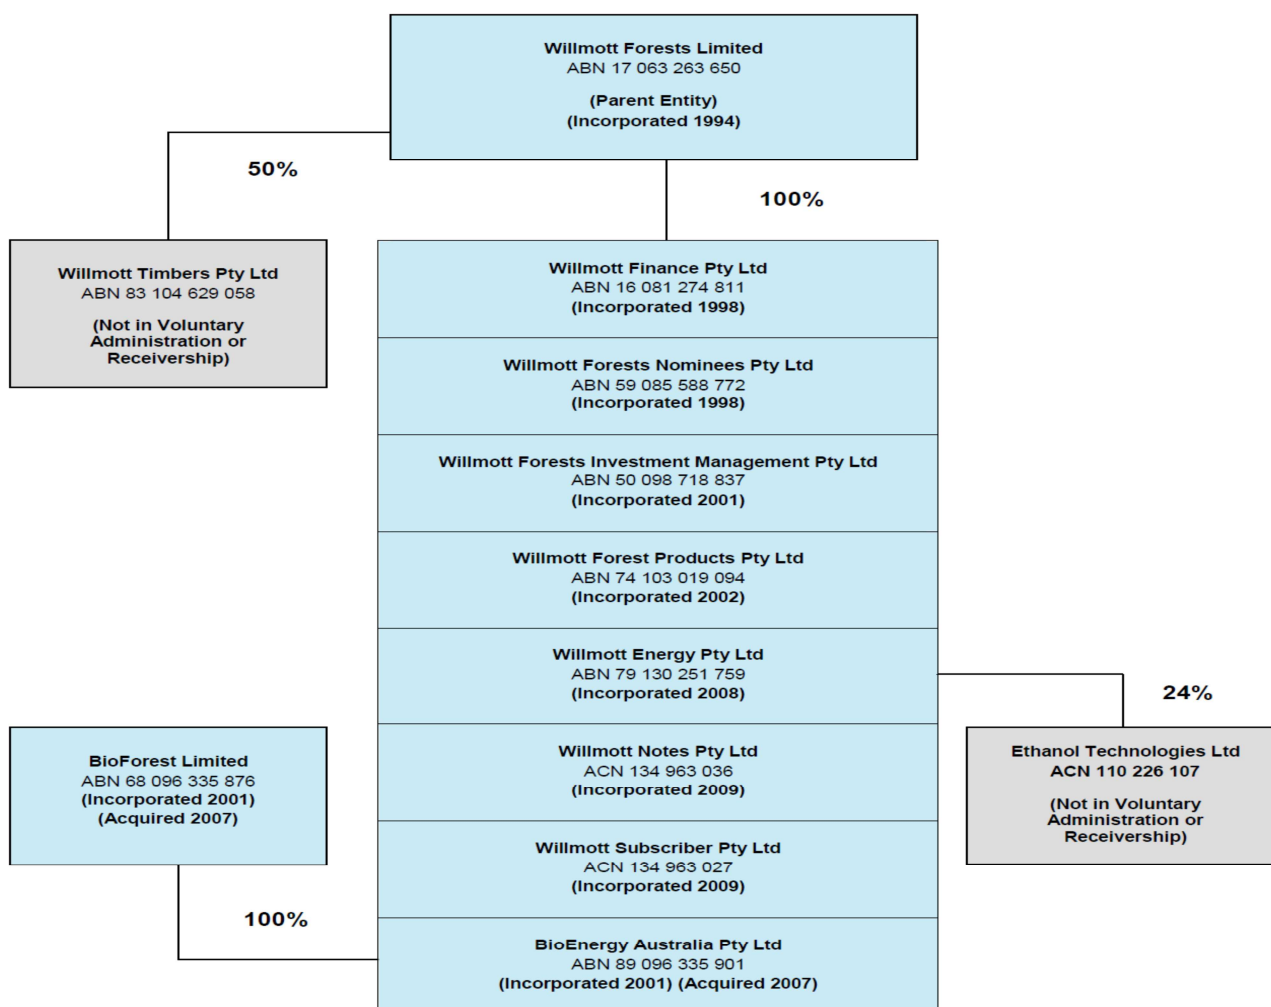 Willmott Forests Limited
ABN 17 063 263 650
(Parent Entity)
(Incorporated 1994)
50%
100%
Willmott Timbers Pty Ltd
ABN 83 104 629 058
(Not in Voluntary
Administration or
Receivership)
Willmott Finance Pty Ltd
ABN 16 081 274 811
(Incorporated 1998)
Willmott Forests Nominees Pty Ltd
ABN 59 085 588 772
(Incorporated 1998)
Willmott Forests Investment Management Pty Ltd
ABN 50 098 718 837
(Incorporated 2001)
Willmott Forest Products Pty Ltd
ABN 74 103 019 094
(Incorporated 2002)
Willmott Energy Pty Ltd
ABN 79 130 251 759
(Incorporated 2008)
24%
BioForest Limited
ABN 68 096 335 876
(Incorporated 2001)
(Acquired 2007)
Willmott Notes Pty Ltd
ACN 134 963 036
(Incorporated 2009)
Ethanol Technologies Ltd
ACN 110 226 107
(Not in Voluntary
Administration or
Receivership)
Willmott Subscriber Pty Ltd
ACN 134 963 027
(Incorporated 2009)
100%
BioEnergy Australia Pty Ltd
ABN 89 096 335 901
(Incorporated 2001) (Acquired 2007)